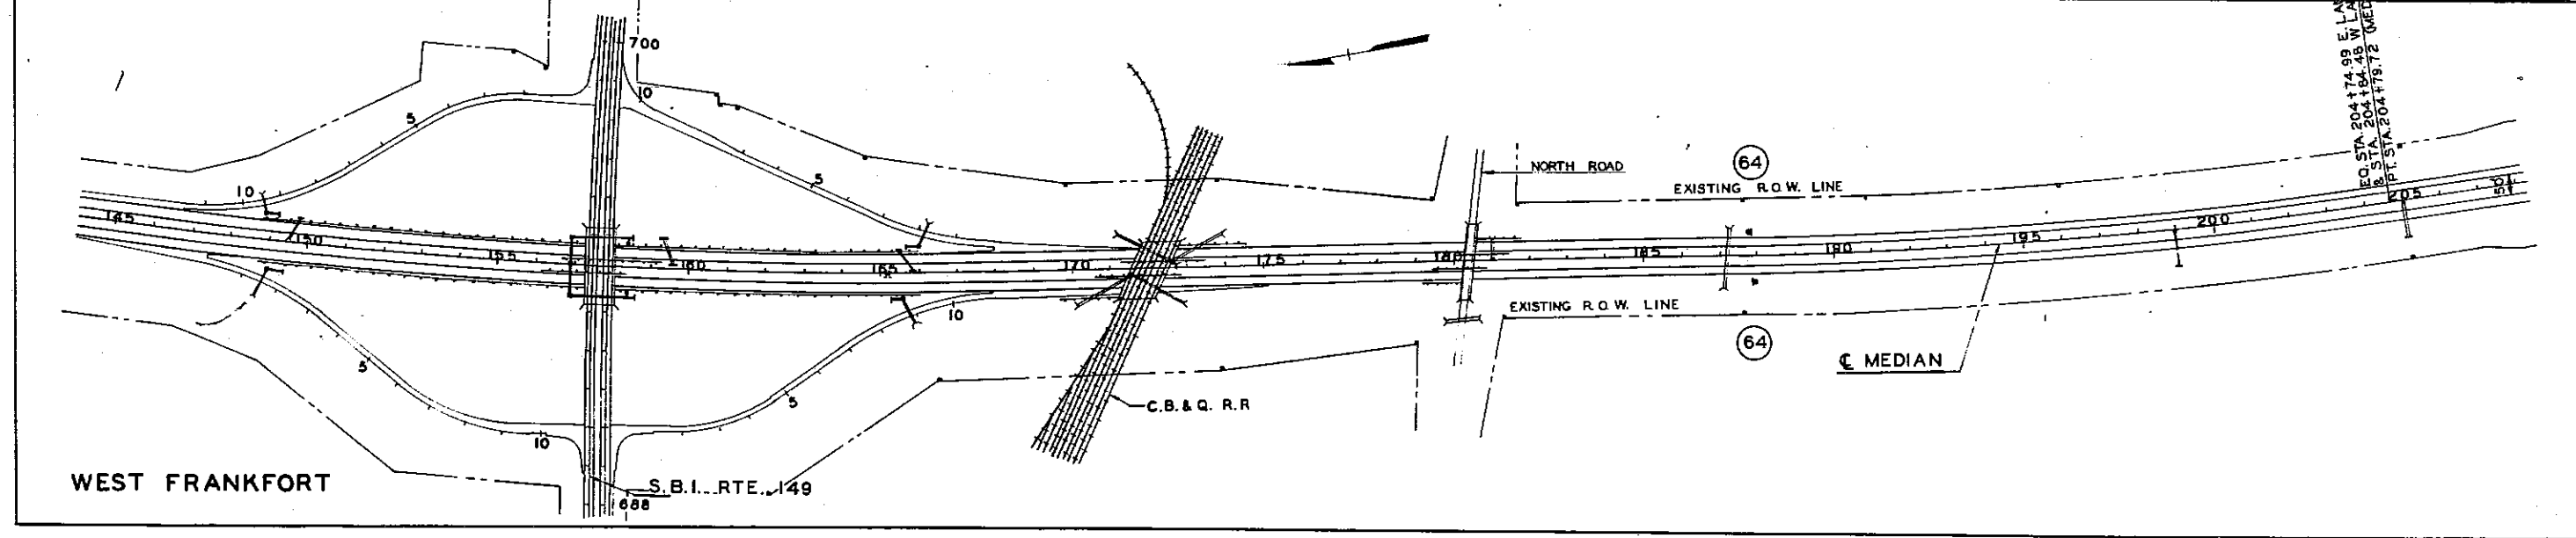 700
10
5
5
10
145
150
155
160
165
170
175
180
185
190
195
200
205
50'
NORTH ROAD
64
EXISTING R.O.W. LINE
EXISTING R.O.W. LINE
64
℄ MEDIAN
EQ. STA. 204+74.99 E. LA
& STA. 204+84.48 W. LA
P.T. STA. 204+79.72 (MED
10
5
5
10
C.B. & Q. R.R
WEST FRANKFORT
S.B.I. RTE. 149
688